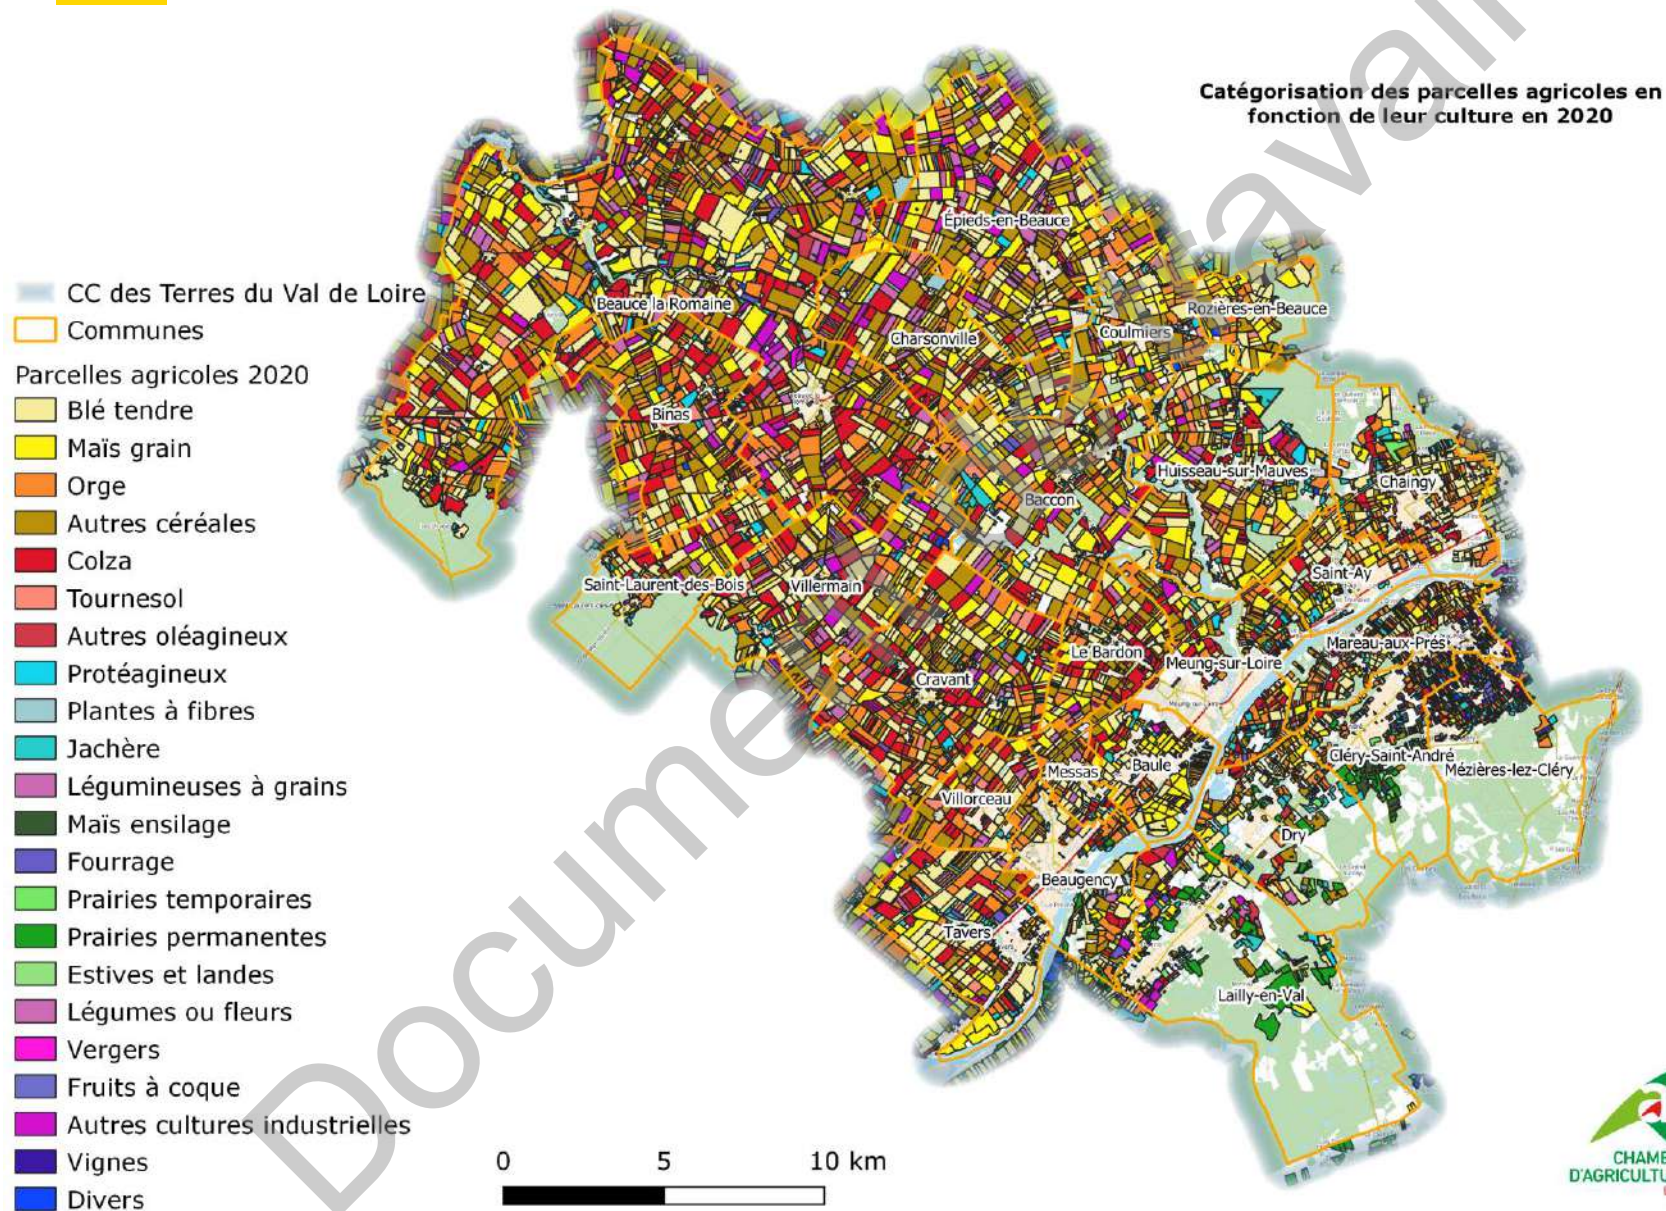 Catégorisation des parcelles agricoles en
fonction de leur culture en 2020
CC des Terres du Val de Loire
Communes
Parcelles agricoles 2020
Blé tendre
Maïs grain
Orge
Autres céréales
Colza
Tournesol
Autres oléagineux
Protéagineux
Plantes à fibres
Jachère
Légumineuses à grains
Maïs ensilage
Fourrage
Prairies temporaires
Prairies permanentes
Estives et landes
Légumes ou fleurs
Vergers
Fruits à coque
Autres cultures industrielles
Vignes
Divers
Épieds-en-Beauce
Beauce la Romaine
Rozières-en-Beauce
Charsonville
Coulmiers
Binas
Huisseau-sur-Mauves
Chaingy
Baccon
Saint-Ay
Saint-Laurent-des-Bois
Villermain
Mareau-aux-Prés
Le Bardon
Meung-sur-Loire
Cravant
Cléry-Saint-André
Mézières-lez-Cléry
Messas
Baule
Villorceau
Dry
Beaugency
Tavers
Lailly-en-Val
0 5 10 km
CHAMB
D'AGRICULTU
Document